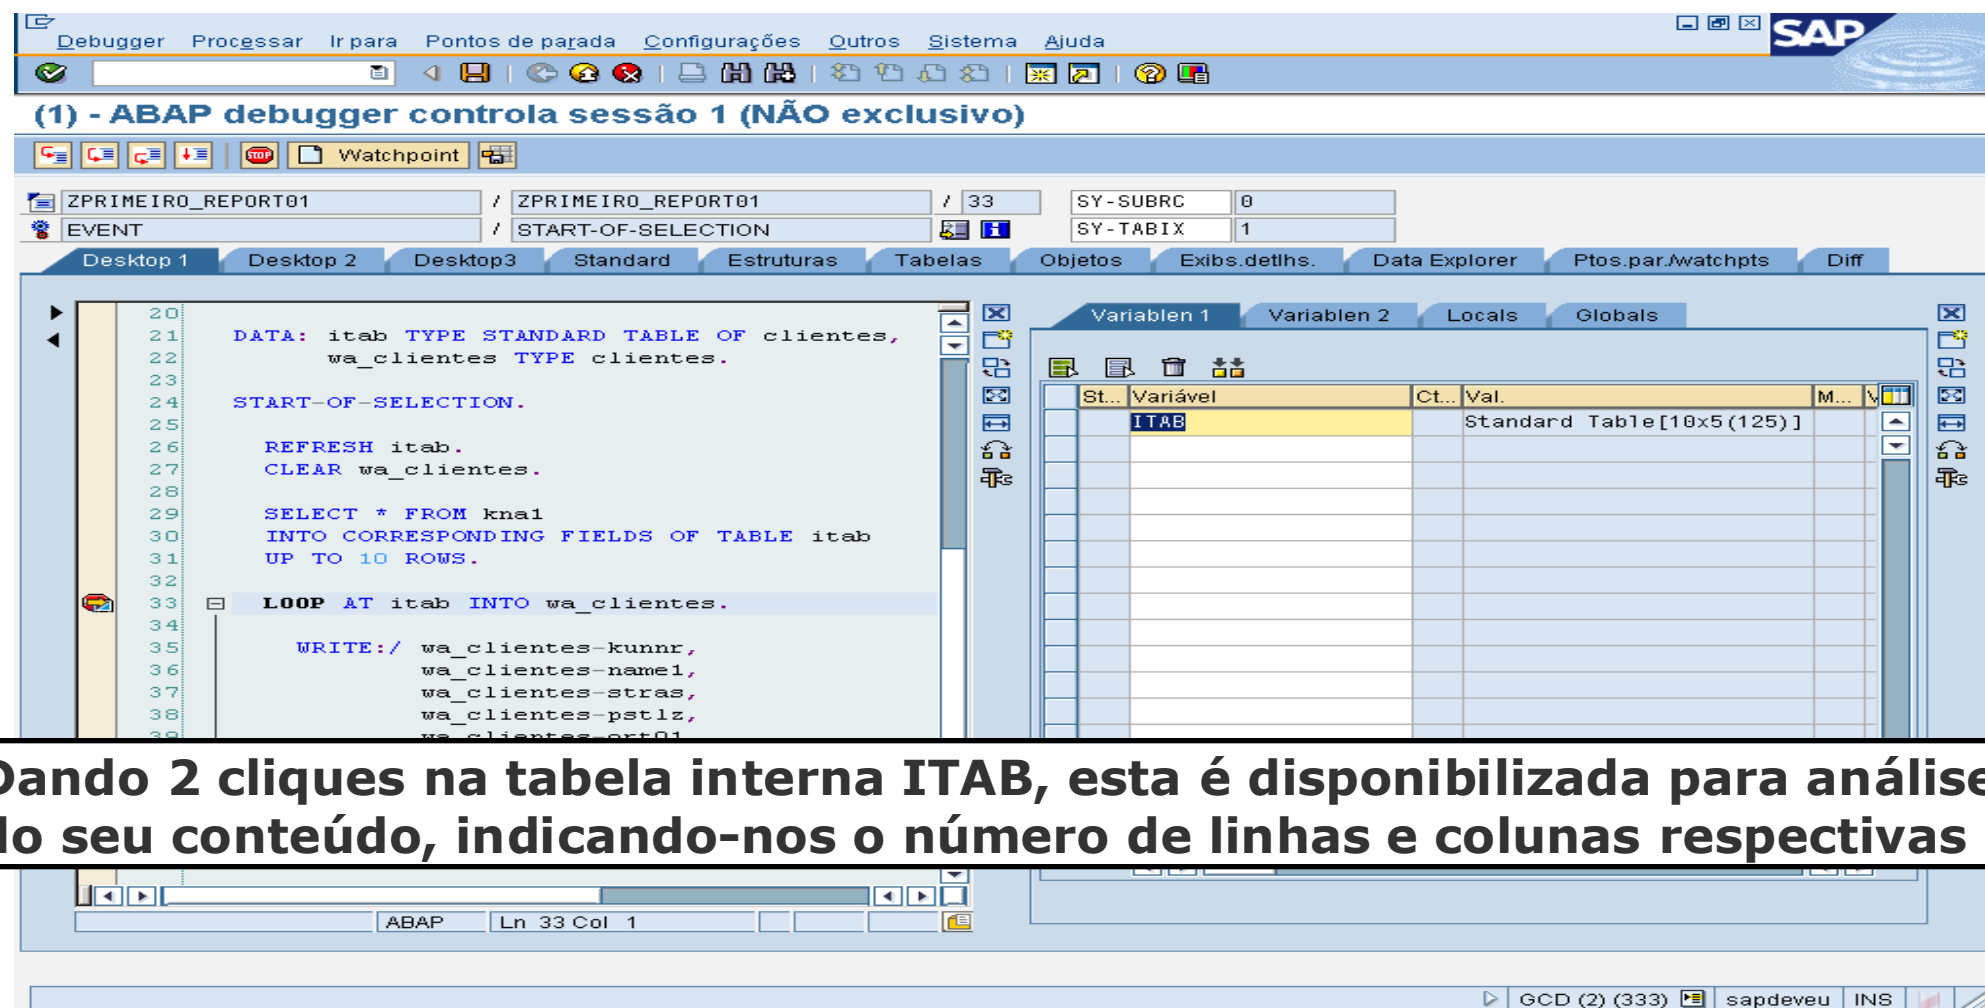 Debugger Processar Ir para Pontos de parada Configurações Outros Sistema Ajuda
SAP
(1) - ABAP debugger controla sessão 1 (NÃO exclusivo)
STOP Watchpoint
ZPRIMEIRO_REPORT01 / ZPRIMEIRO_REPORT01 / 33 SY-SUBRC 0
EVENT / START-OF-SELECTION SY-TABIX 1
Desktop 1 Desktop 2 Desktop3 Standard Estruturas Tabelas Objetos Exibs.detlhs. Data Explorer Ptos.par./watchpts Diff
20
21 DATA: itab TYPE STANDARD TABLE OF clientes,
22 wa_clientes TYPE clientes.
23
24 START-OF-SELECTION.
25
26 REFRESH itab.
27 CLEAR wa_clientes.
28
29 SELECT * FROM kna1
30 INTO CORRESPONDING FIELDS OF TABLE itab
31 UP TO 10 ROWS.
32
33 LOOP AT itab INTO wa_clientes.
34
35 WRITE:/ wa_clientes-kunnr,
36 wa_clientes-name1,
37 wa_clientes-stras,
38 wa_clientes-pstlz,
39 wa_clientes-ort01
Variablen 1 Variablen 2 Locals Globals
St... Variável Ct... Val. M... V
ITAB Standard Table[10x5(125)]
Dando 2 cliques na tabela interna ITAB, esta é disponibilizada para análise
do seu conteúdo, indicando-nos o número de linhas e colunas respectivas
ABAP Ln 33 Col 1
GCD (2) (333) sapdeveu INS